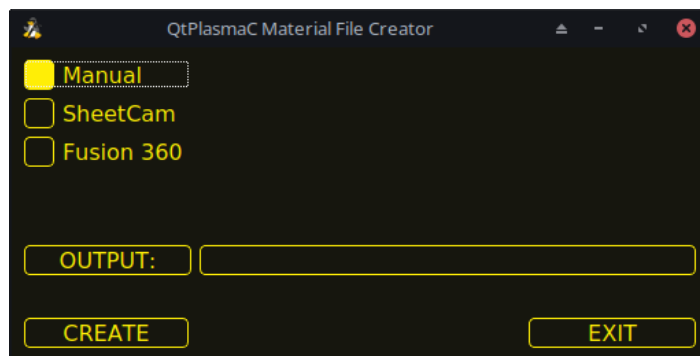 QtPlasmaC Material File Creator
Manual
SheetCam
Fusion 360
OUTPUT:
CREATE EXIT